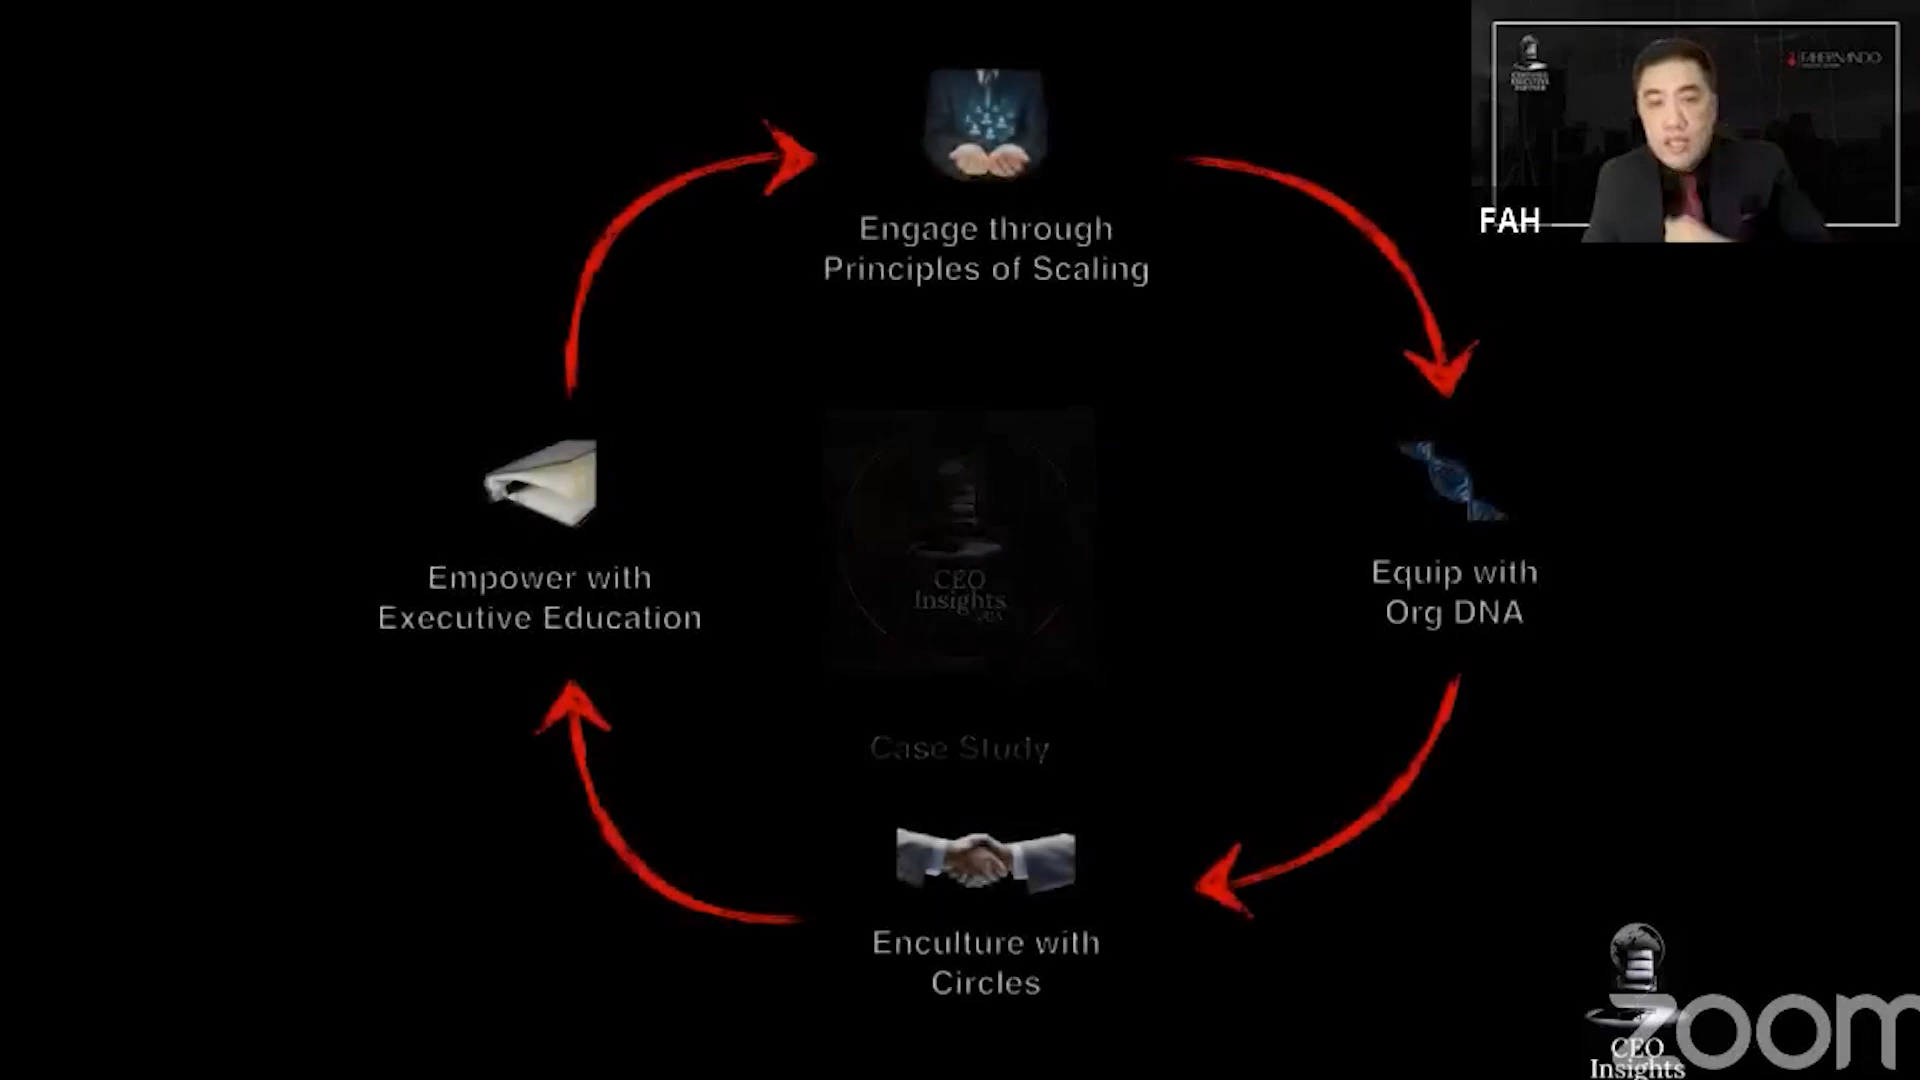 Engage through
Principles of Scaling
FAH
Empower with
Executive Education
CEO
Insights
Equip with
Org DNA
Case Study
Enculture with
Circles
zoom
CEO
Insights